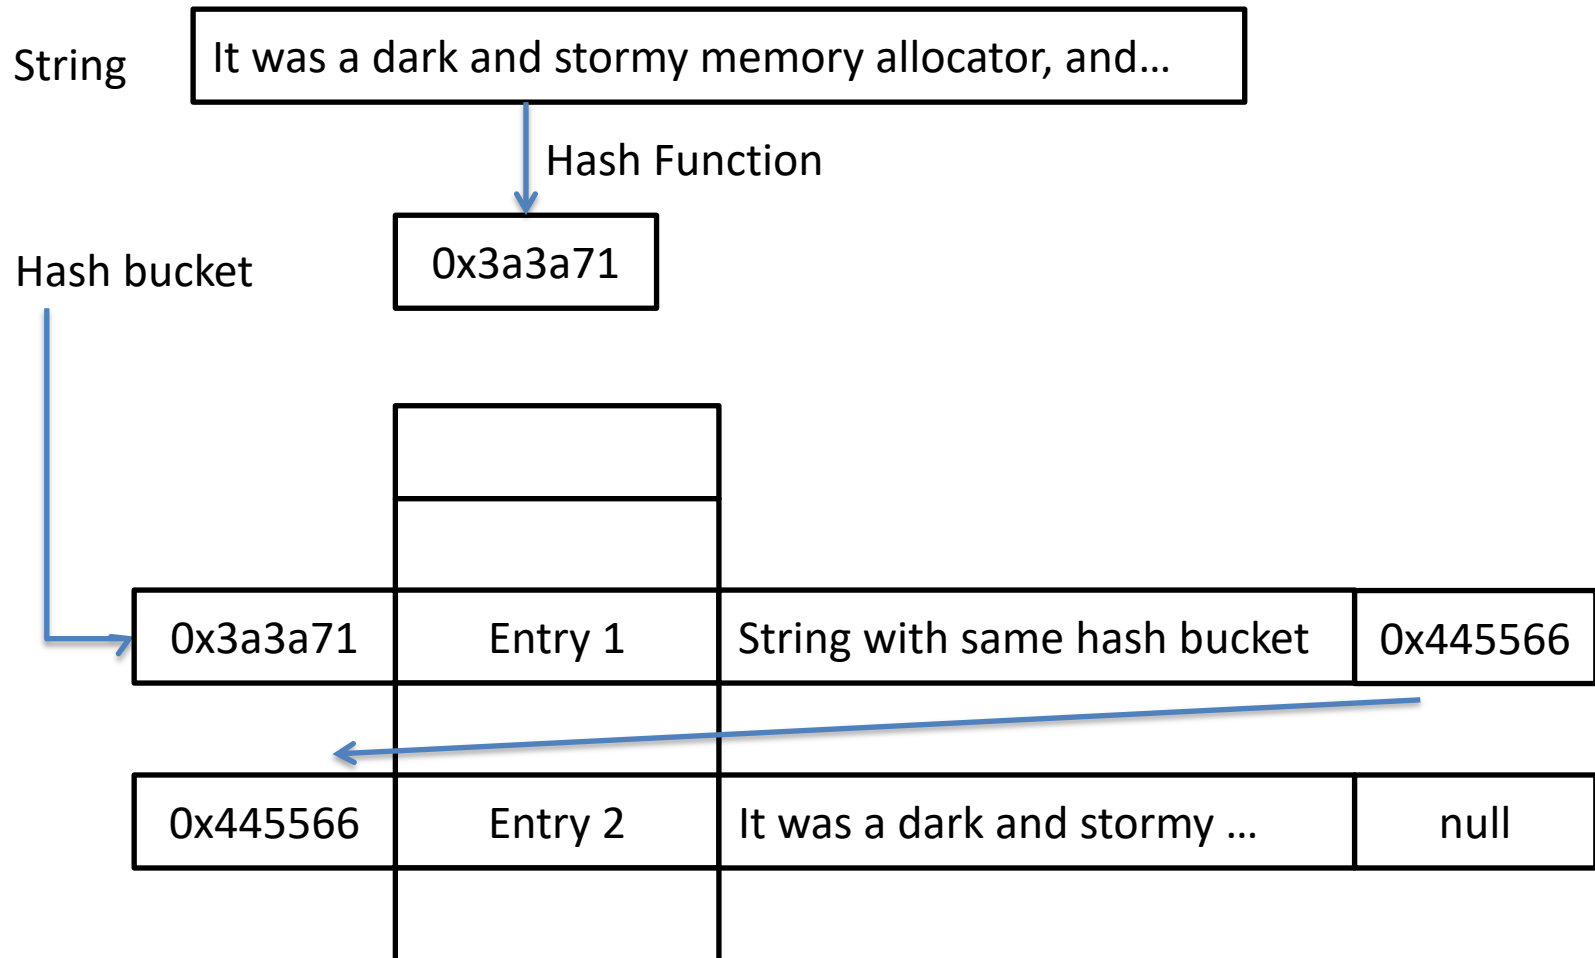 String
It was a dark and stormy memory allocator, and…
Hash Function
Hash bucket
0x3a3a71
0x3a3a71 Entry 1 String with same hash bucket 0x445566
0x445566 Entry 2 It was a dark and stormy … null